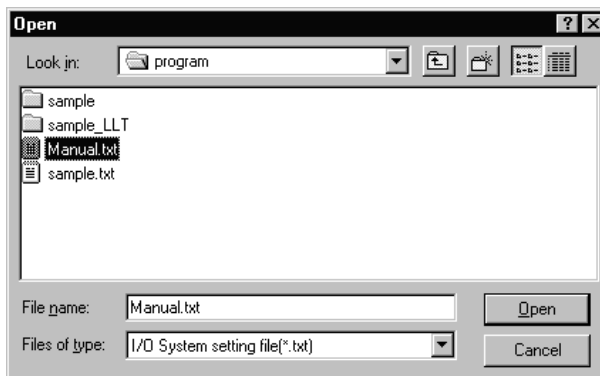 Open
Look in: program
sample
sample_LLT
Manual.txt
sample.txt
File name: Manual.txt Open
Files of type: I/O System setting file(*.txt) Cancel